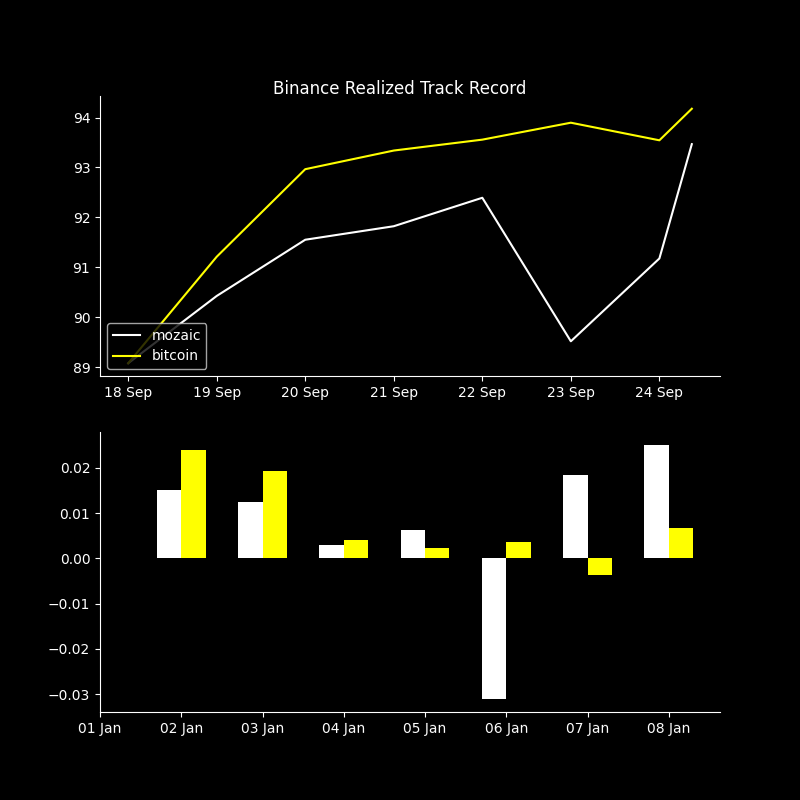 Binance Realized Track Record
94
93
92
91
90
89
mozaic
bitcoin
18 Sep 19 Sep 20 Sep 21 Sep 22 Sep 23 Sep 24 Sep
0.02
0.01
0.00
−0.01
−0.02
−0.03
01 Jan 02 Jan 03 Jan 04 Jan 05 Jan 06 Jan 07 Jan 08 Jan